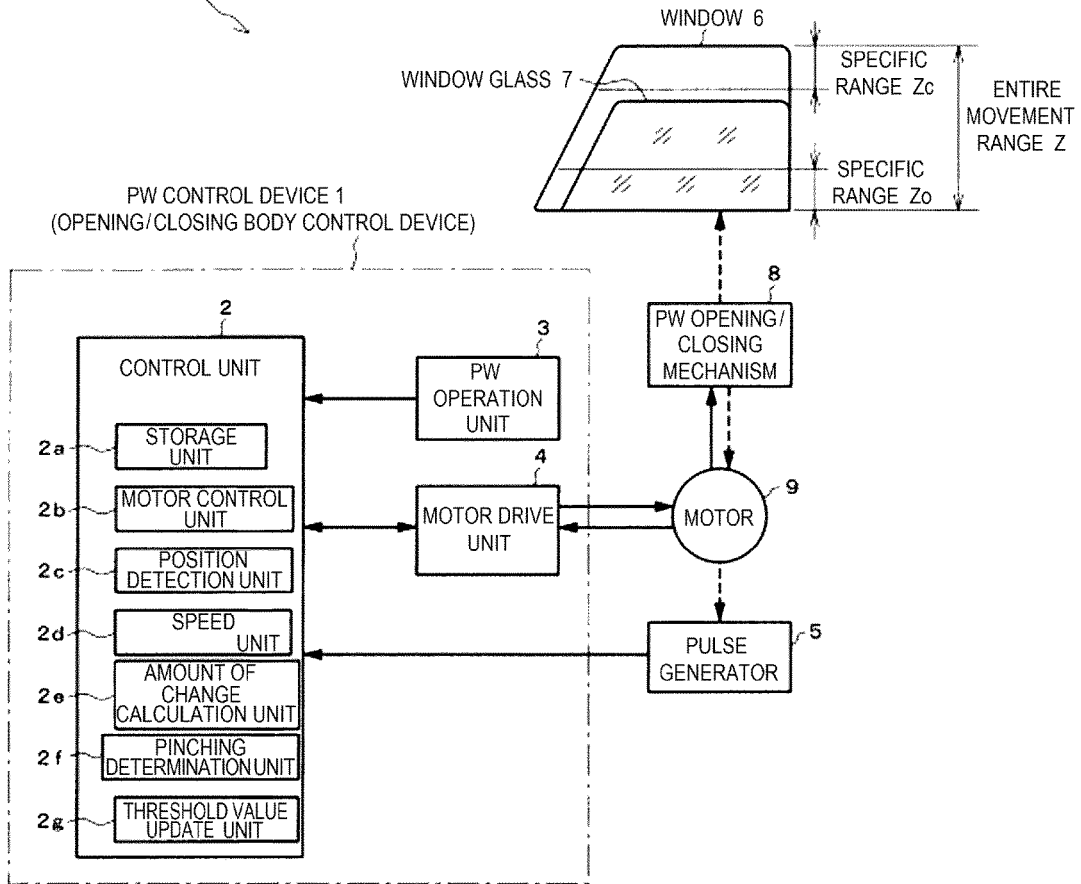 WINDOW 6
WINDOW GLASS 7
SPECIFIC
RANGE Zc
ENTIRE
MOVEMENT
RANGE Z
SPECIFIC
RANGE Zo
PW CONTROL DEVICE 1
(OPENING/CLOSING BODY CONTROL DEVICE)
2
CONTROL UNIT
2a
STORAGE
UNIT
2b
MOTOR CONTROL
UNIT
2c
POSITION
DETECTION UNIT
2d
SPEED
UNIT
2e
AMOUNT OF
CHANGE
CALCULATION UNIT
2f
PINCHING
DETERMINATION UNIT
2g
THRESHOLD VALUE
UPDATE UNIT
3
PW
OPERATION
UNIT
4
MOTOR DRIVE
UNIT
8
PW OPENING/
CLOSING
MECHANISM
9
MOTOR
5
PULSE
GENERATOR